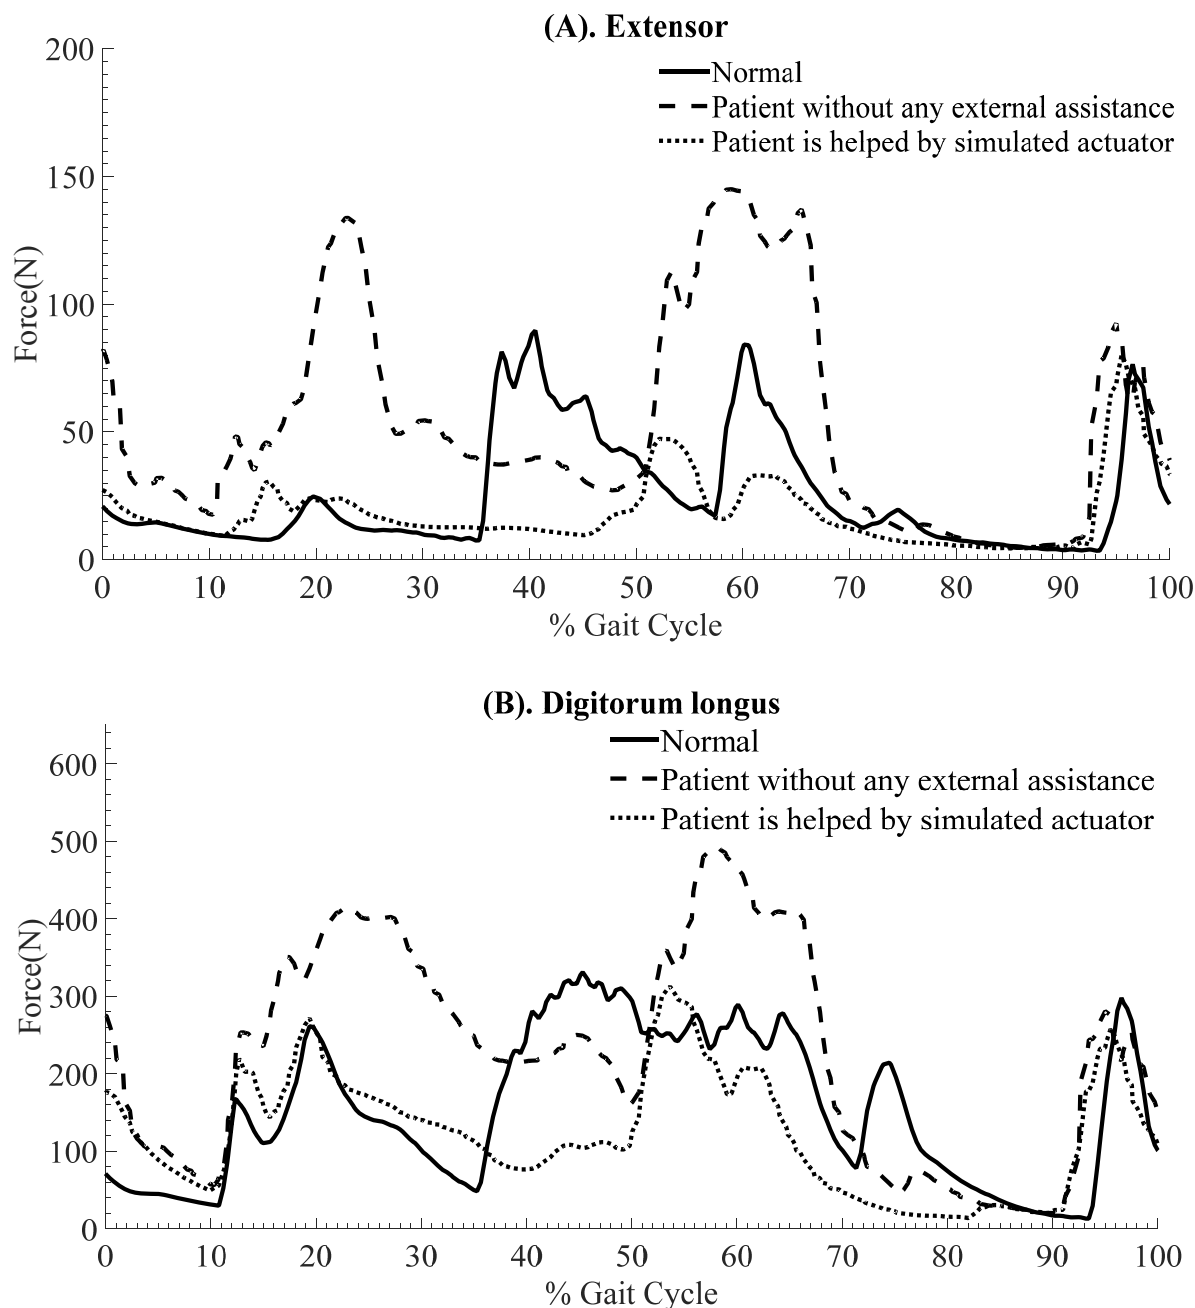 (A). Extensor
200
Normal
Patient without any external assistance
Patient is helped by simulated actuator
150
100
50
0
Force(N)
0 10 20 30 40 50 60 70 80 90 100
% Gait Cycle
(B). Digitorum longus
Normal
600
Patient without any external assistance
Patient is helped by simulated actuator
500
400
300
200
100
0
Force(N)
0 10 20 30 40 50 60 70 80 90 100
% Gait Cycle